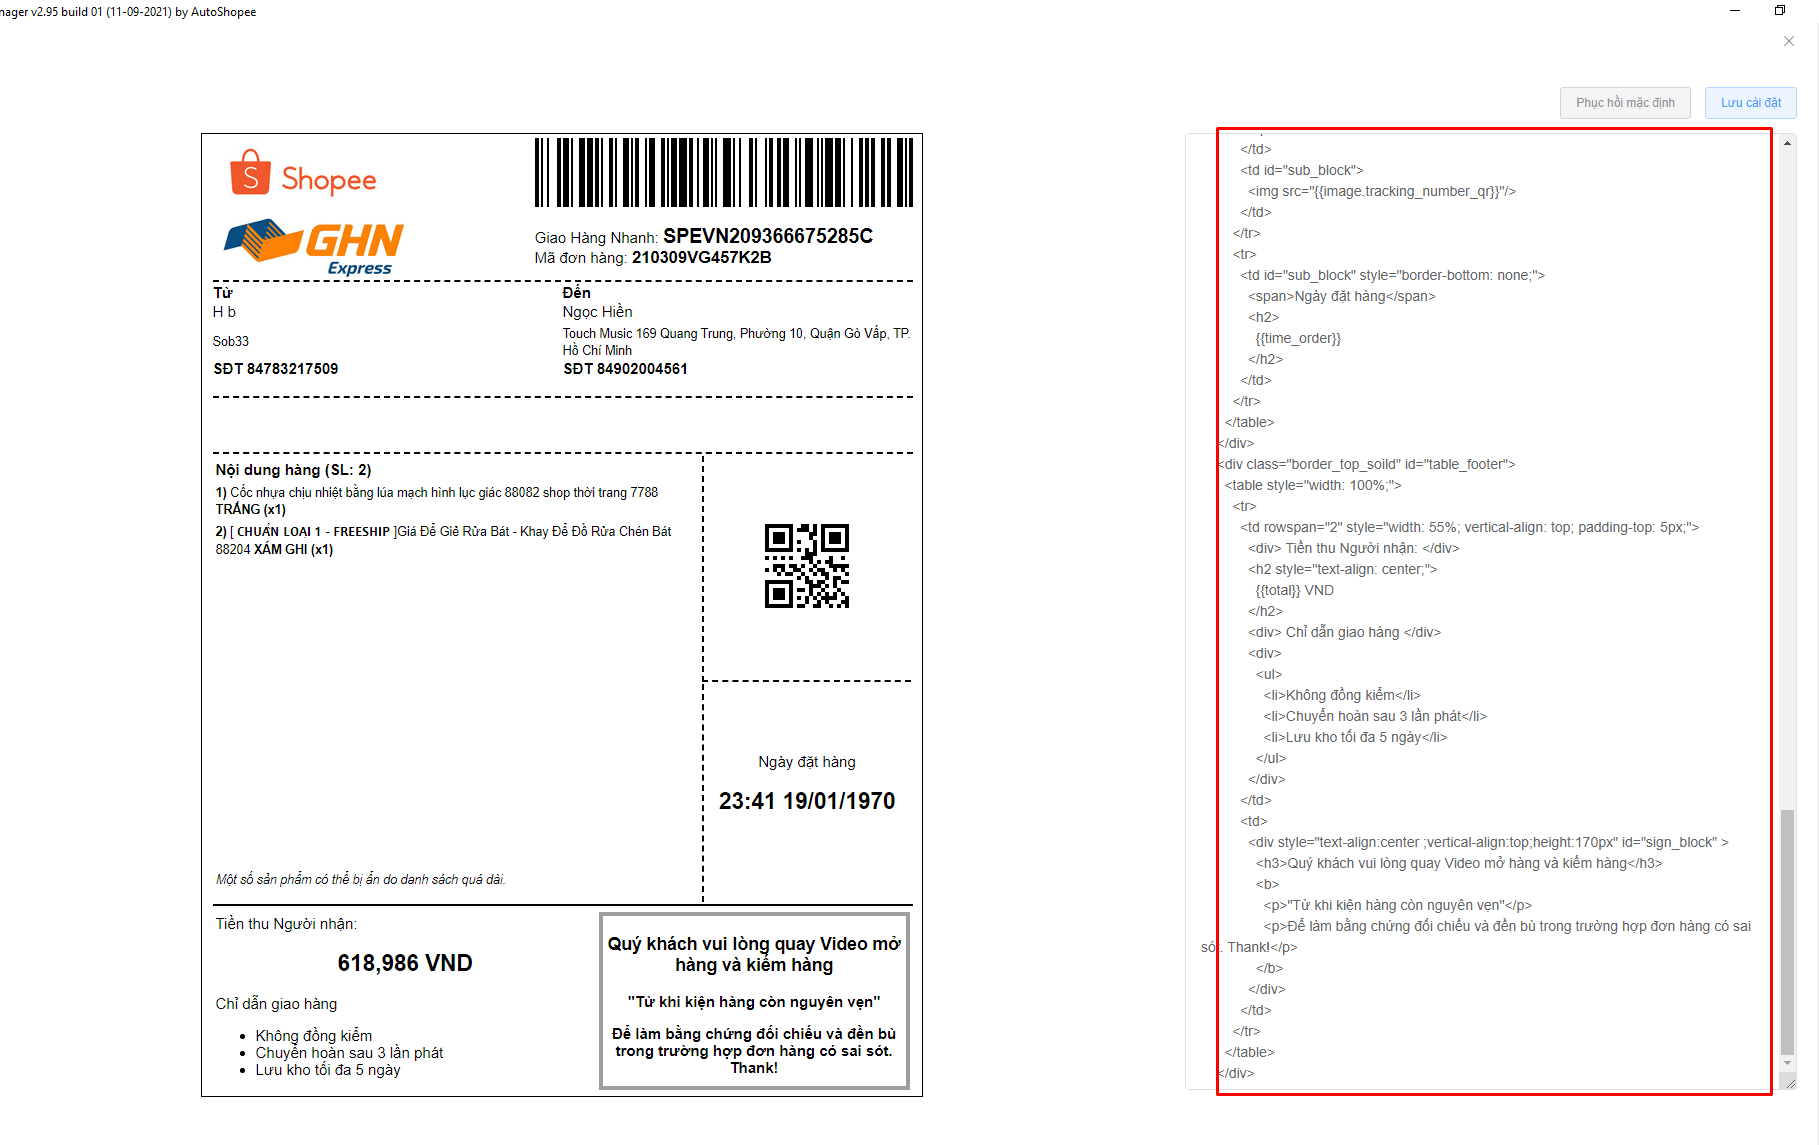 nager v2.95 build 01 (11-09-2021) by AutoShopee
Phục hồi mặc định
Lưu cài đặt
S Shopee
GHN
Express
Giao Hàng Nhanh: SPEVN209366675285C
Mã đơn hàng: 210309VG457K2B
Từ
H b
Sob33
SĐT 84783217509
Đến
Ngọc Hiền
Touch Music 169 Quang Trung, Phường 10, Quận Gò Vấp, TP.
Hồ Chí Minh
SĐT 84902004561
Nội dung hàng (SL: 2)
1) Cốc nhựa chịu nhiệt bằng lúa mạch hình lục giác 88082 shop thời trang 7788
TRẮNG (x1)
2) [ CHUẨN LOẠI 1 - FREESHIP ]Giá Để Giẻ Rửa Bát - Khay Để Đồ Rửa Chén Bát
88204 XÁM GHI (x1)
Ngày đặt hàng
23:41 19/01/1970
Một số sản phẩm có thể bị ẩn do danh sách quá dài.
Tiền thu Người nhận:
618,986 VND
Chỉ dẫn giao hàng
• Không đồng kiểm
• Chuyển hoàn sau 3 lần phát
• Lưu kho tối đa 5 ngày
Quý khách vui lòng quay Video mở
hàng và kiểm hàng
"Từ khi kiện hàng còn nguyên vẹn"
Để làm bằng chứng đối chiếu và đền bù
trong trường hợp đơn hàng có sai sót.
Thank!
</td>
<td id="sub_block">
<img src="{{image.tracking_number_qr}}"/>
</td>
</tr>
<tr>
<td id="sub_block" style="border-bottom: none;">
<span>Ngày đặt hàng</span>
<h2>
{{time_order}}
</h2>
</td>
</tr>
</table>
</div>
<div class="border_top_soild" id="table_footer">
<table style="width: 100%;">
<tr>
<td rowspan="2" style="width: 55%; vertical-align: top; padding-top: 5px;">
<div> Tiền thu Người nhận: </div>
<h2 style="text-align: center;">
{{total}} VND
</h2>
<div> Chỉ dẫn giao hàng </div>
<div>
<ul>
<li>Không đồng kiểm</li>
<li>Chuyển hoàn sau 3 lần phát</li>
<li>Lưu kho tối đa 5 ngày</li>
</ul>
</div>
</td>
<td>
<div style="text-align:center ;vertical-align:top;height:170px" id="sign_block" >
<h3>Quý khách vui lòng quay Video mở hàng và kiểm hàng</h3>
<b>
<p>"Từ khi kiện hàng còn nguyên vẹn"</p>
<p>Để làm bằng chứng đối chiếu và đền bù trong trường hợp đơn hàng có sai
sót. Thank!</p>
</b>
</div>
</td>
</tr>
</table>
</div>